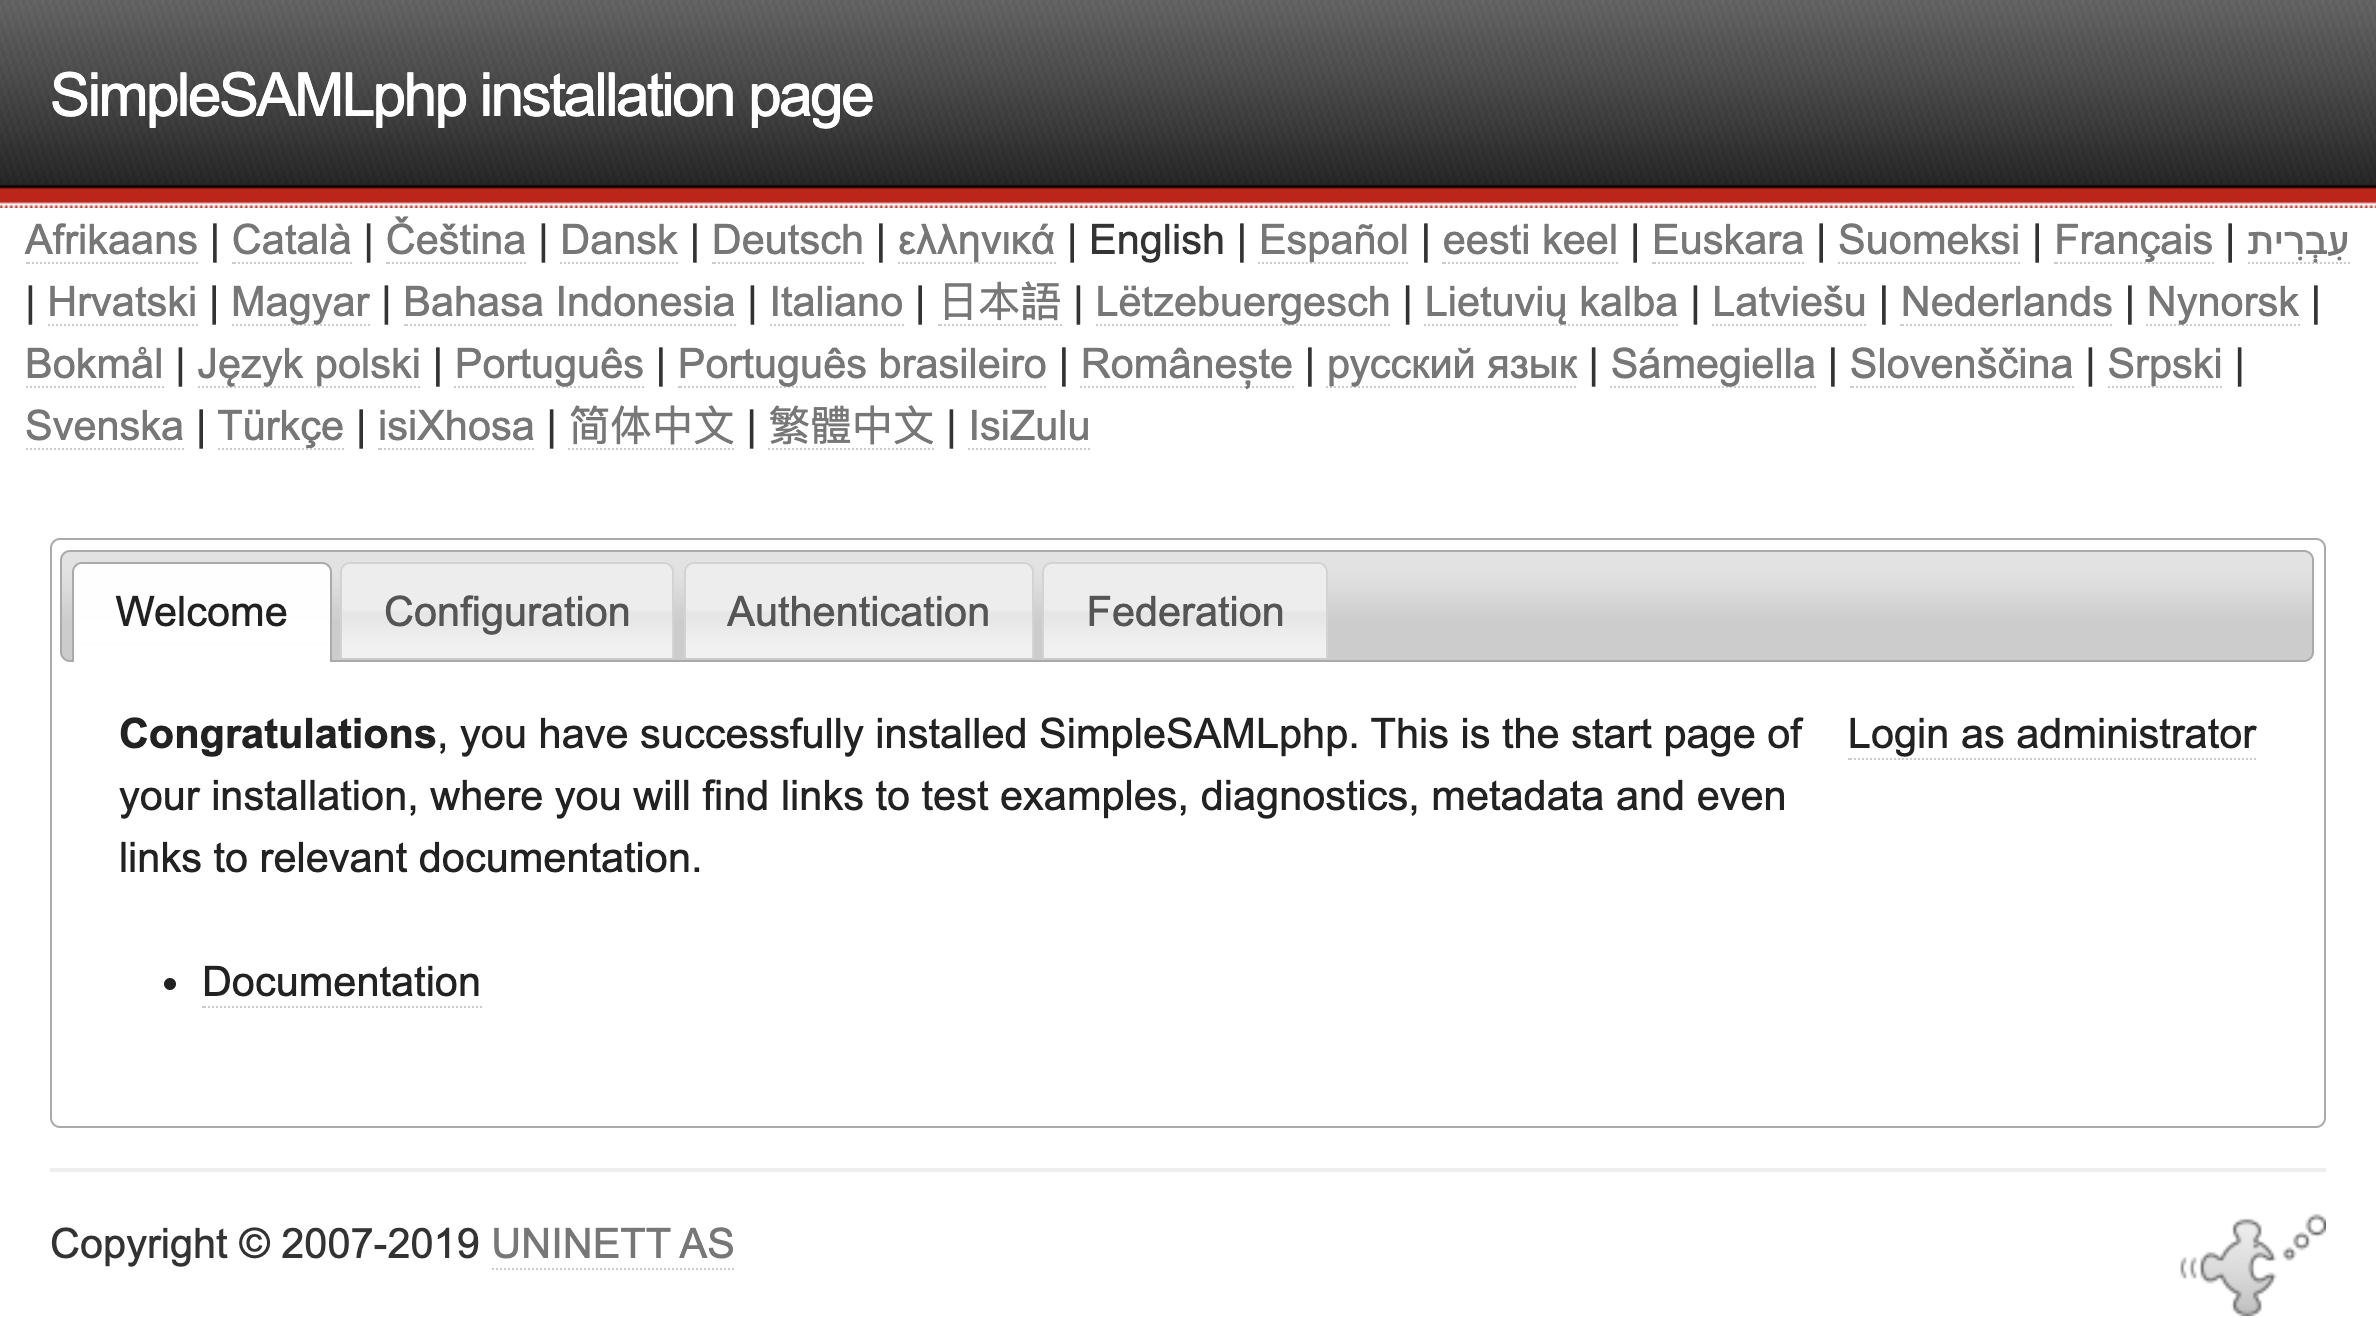 SimpleSAMLphp installation page
Afrikaans | Català | Čeština | Dansk | Deutsch | ελληνικά | English | Español | eesti keel | Euskara | Suomeksi | Français | עִבְרִית
| Hrvatski | Magyar | Bahasa Indonesia | Italiano | 日本語 | Lëtzebuergesch | Lietuvių kalba | Latviešu | Nederlands | Nynorsk |
Bokmål | Język polski | Português | Português brasileiro | Românește | русский язык | Sámegiella | Slovenščina | Srpski |
Svenska | Türkçe | isiXhosa | 简体中文 | 繁體中文 | IsiZulu
Welcome Configuration Authentication Federation
Congratulations, you have successfully installed SimpleSAMLphp. This is the start page of Login as administrator
your installation, where you will find links to test examples, diagnostics, metadata and even
links to relevant documentation.
• Documentation
Copyright © 2007-2019 UNINETT AS